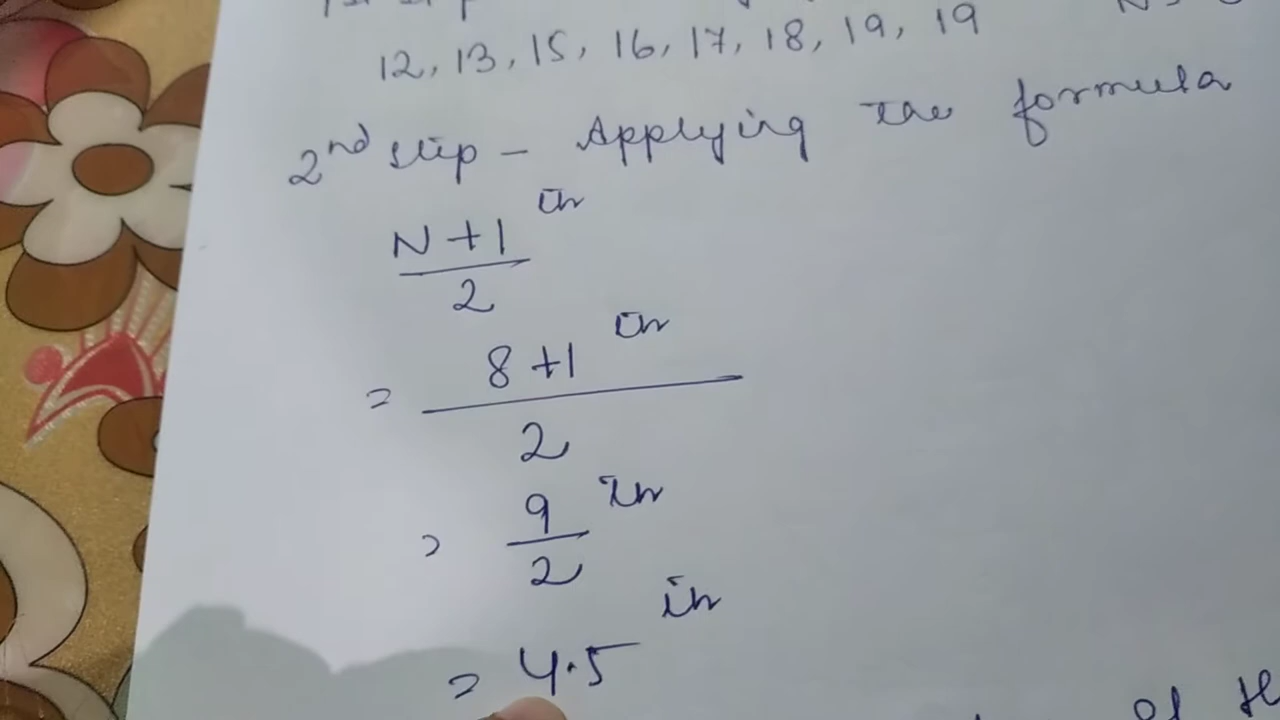 12, 13, 15, 16, 17, 18, 19, 19
2nd step - Applying the formula
N+1 th
2
= 8+1 th
2
= 9 th
2
= 4.5 th
of